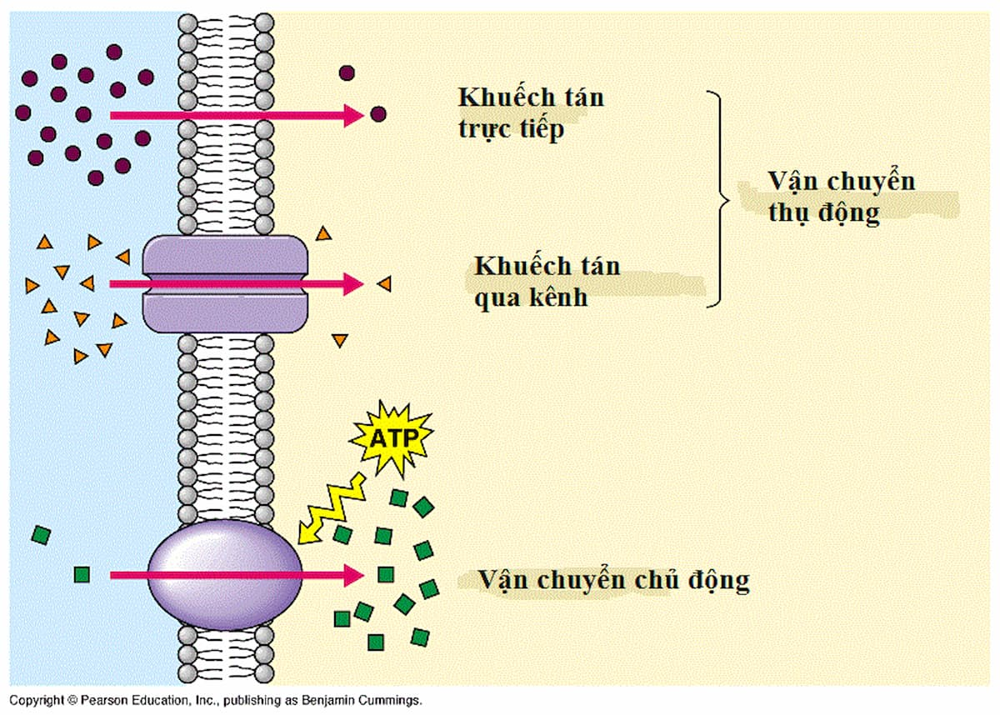 Khuếch tán
trực tiếp
Vận chuyển
thụ động
Khuếch tán
qua kênh
ATP
Vận chuyển chủ động
Copyright © Pearson Education, Inc., publishing as Benjamin Cummings.